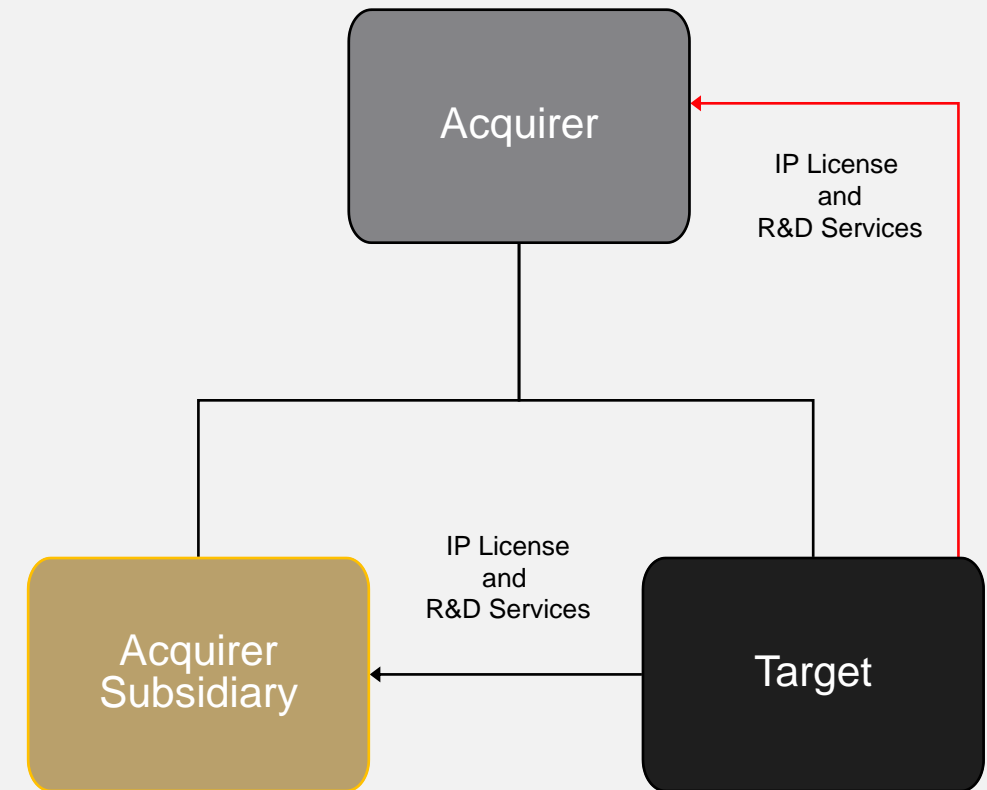 Acquirer
IP License
and
R&D Services
IP License
and
R&D Services
Acquirer
Subsidiary
Target